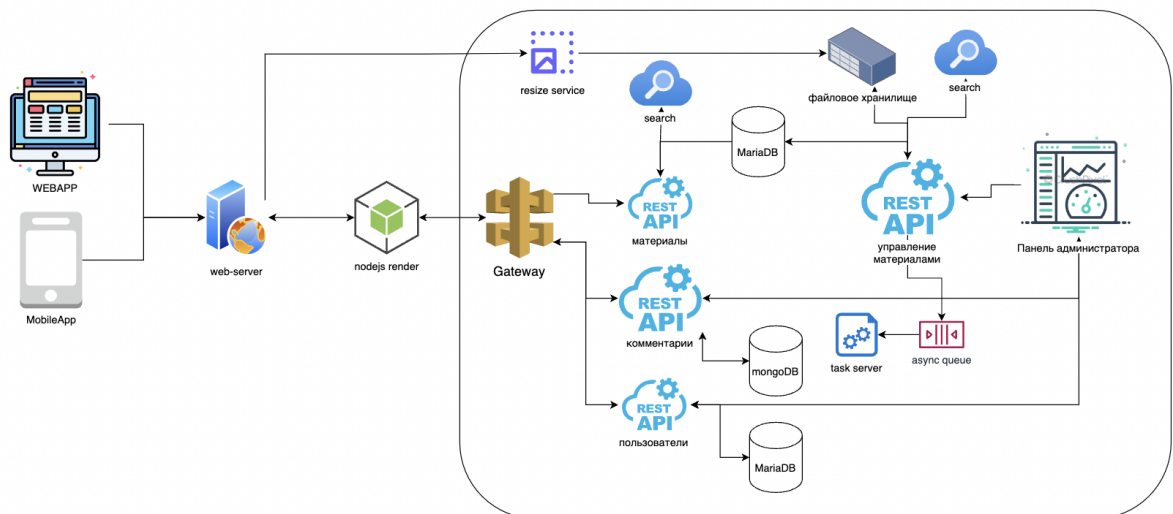 resize service
файловое хранилище
search
search
MariaDB
WEBAPP
REST
API
материалы
REST
API
управление
материалами
Панель администратора
web-server
nodejs render
Gateway
MobileApp
REST
API
комментарии
mongoDB
task server
async queue
REST
API
пользователи
MariaDB